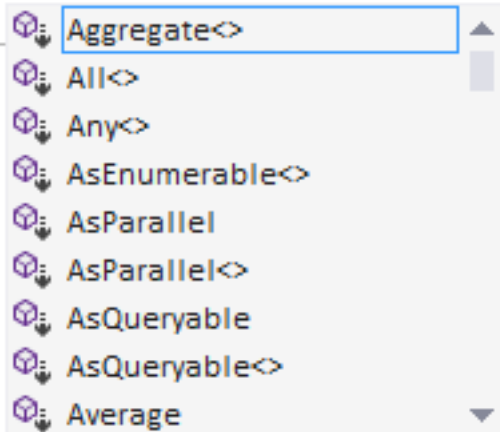 Aggregate<>
All<>
Any<>
AsEnumerable<>
AsParallel
AsParallel<>
AsQueryable
AsQueryable<>
Average